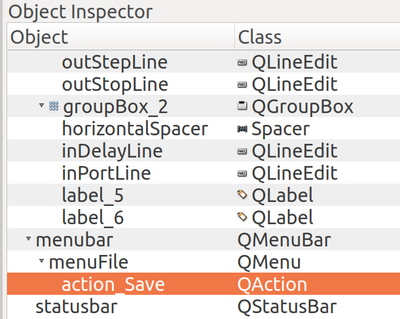 Object Inspector
Object Class
outStepLine QLineEdit
outStopLine QLineEdit
groupBox_2 QGroupBox
horizontalSpacer Spacer
inDelayLine QLineEdit
inPortLine QLineEdit
label_5 QLabel
label_6 QLabel
menubar QMenuBar
menuFile QMenu
action_Save QAction
statusbar QStatusBar